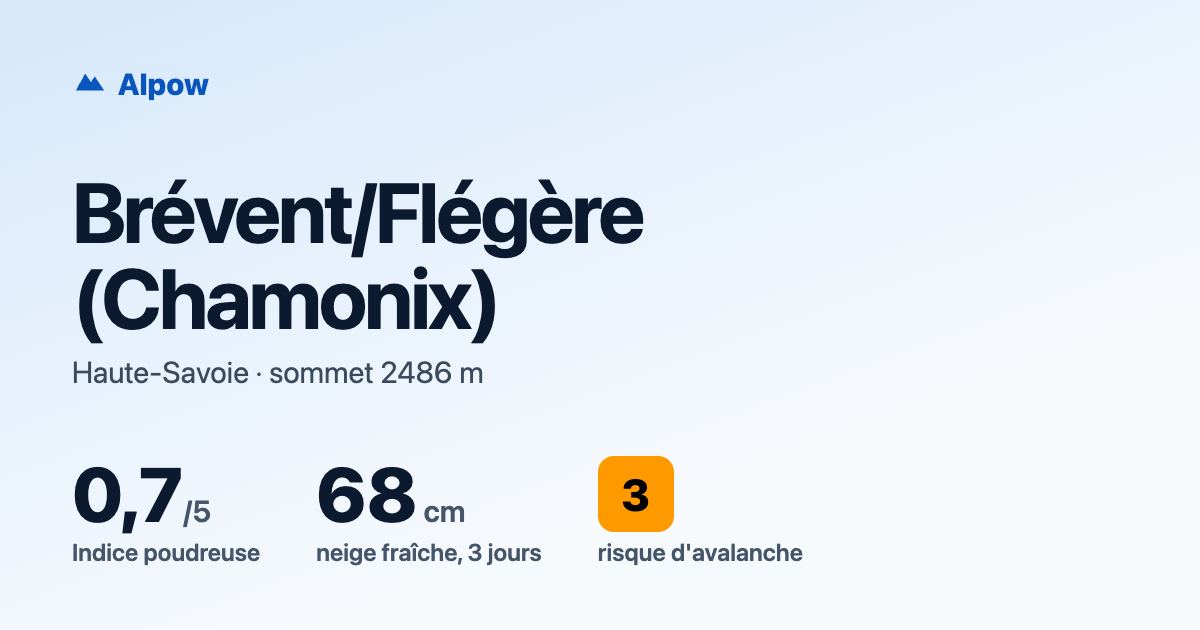 Alpow
Brévent/Flégère
(Chamonix)
Haute-Savoie · sommet 2486 m
0,7/5
Indice poudreuse
68 cm
neige fraîche, 3 jours
3
risque d'avalanche